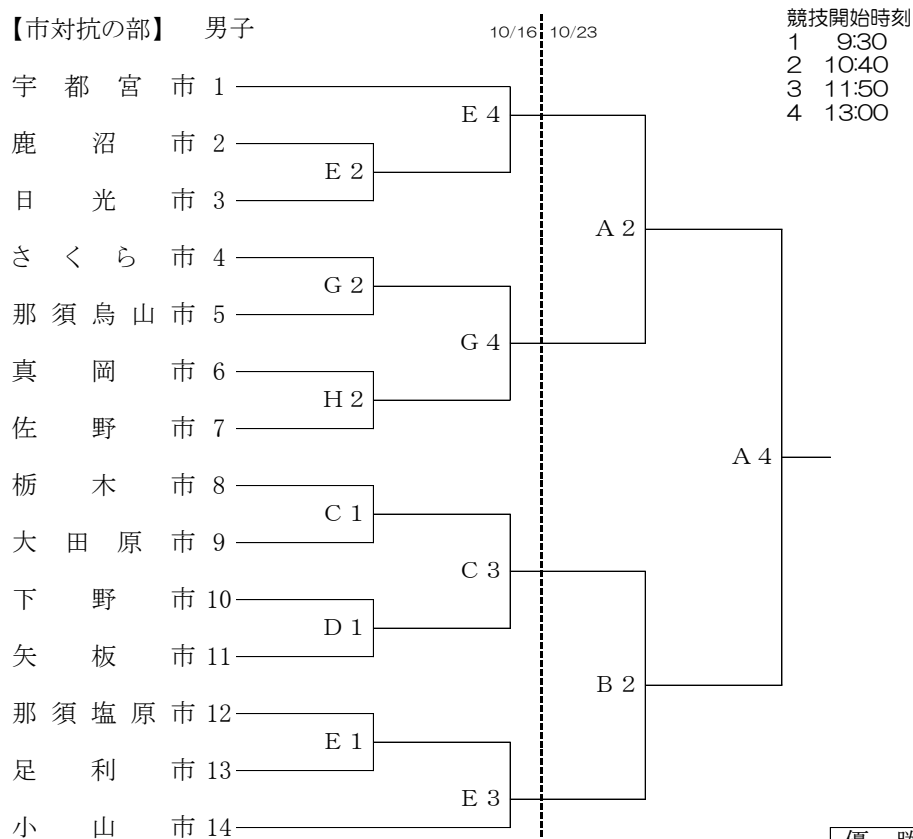 【市対抗の部】 男子
10/16 10/23
競技開始時刻
1 9:30
2 10:40
3 11:50
4 13:00
宇都宮市 1
E 4
鹿沼市 2
E 2
日光市 3
A 2
さくら市 4
G 2
那須烏山市 5
G 4
真岡市 6
H 2
佐野市 7
A 4
栃木市 8
C 1
大田原市 9
C 3
下野市 10
D 1
矢板市 11
B 2
那須塩原市 12
E 1
足利市 13
E 3
小山市 14
優